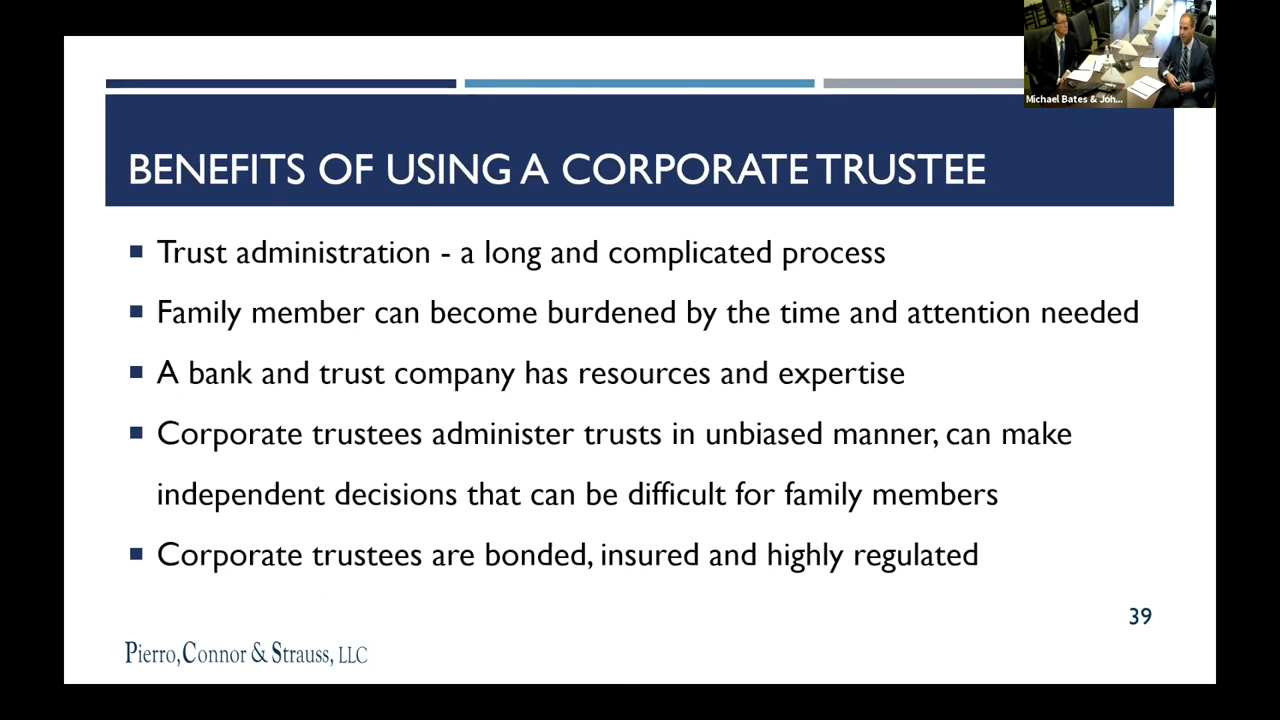 Michael Bates & Joh...
BENEFITS OF USING A CORPORATE TRUSTEE
Trust administration - a long and complicated process
Family member can become burdened by the time and attention needed
A bank and trust company has resources and expertise
Corporate trustees administer trusts in unbiased manner, can make
independent decisions that can be difficult for family members
Corporate trustees are bonded, insured and highly regulated
39
Pierro, Connor & Strauss, LLC